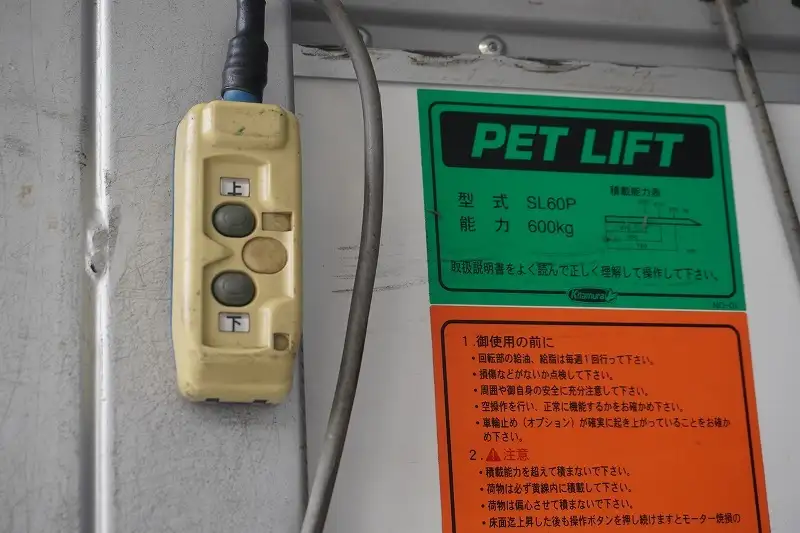 上
下
PET LIFT
型式 SL60P
積載能力表
能力 600kg
取扱説明書をよく読んで正しく理解して操作して下さい。
Kitamura
1.御使用の前に
・回転部の給油、給脂は毎週1回行って下さい。
・損傷などがないか点検して下さい。
・周囲や御自身の安全に充分注意して下さい。
・空操作を行い、正常に機能するかをお確かめ下さい。
・車輪止め（オプション）が確実に起き上がっていることをお確か
め下さい。
2.⚠注意
・積載能力を超えて積まないで下さい。
・荷物は必ず黄線内に積載して下さい。
・荷物は偏心させて積まないで下さい。
・床面迄上昇した後も操作ボタンを押し続けますとモーター焼損の